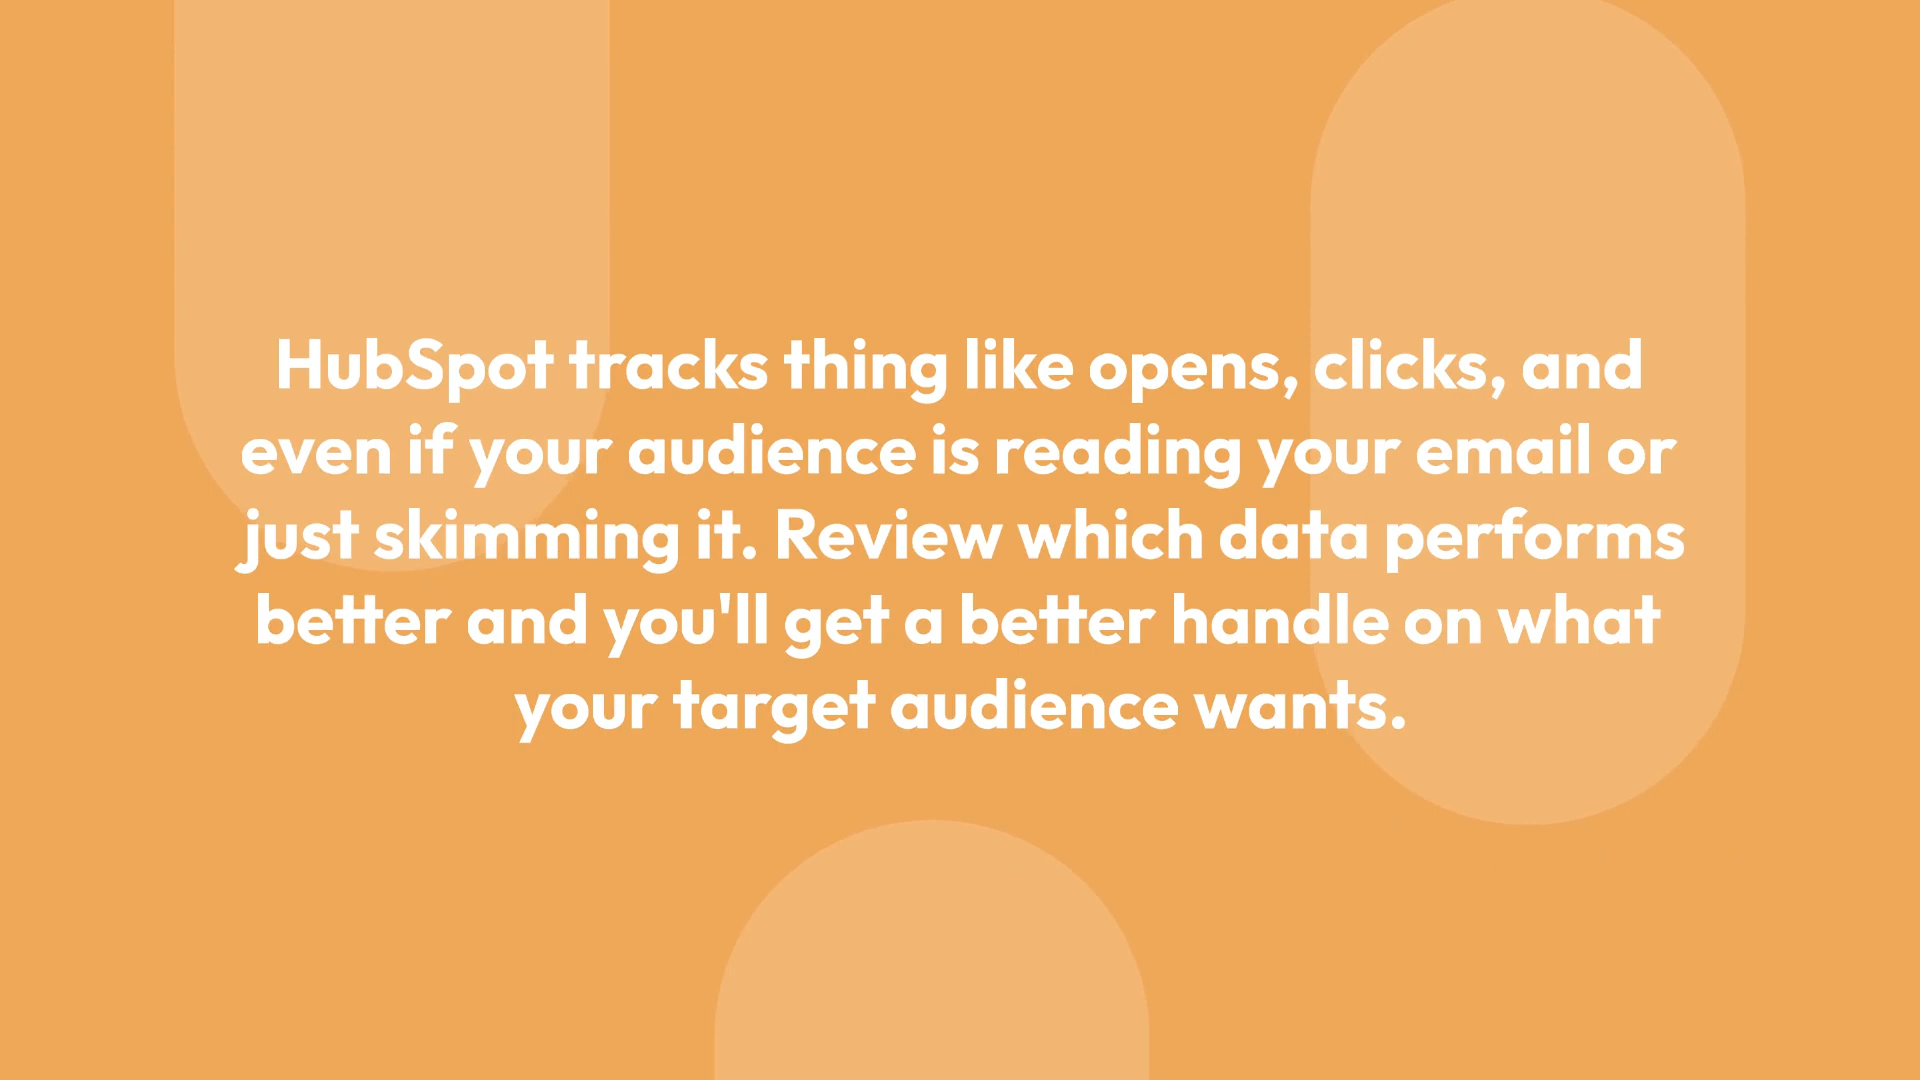 HubSpot tracks thing like opens, clicks, and
even if your audience is reading your email or
just skimming it. Review which data performs
better and you'll get a better handle on what
your target audience wants.